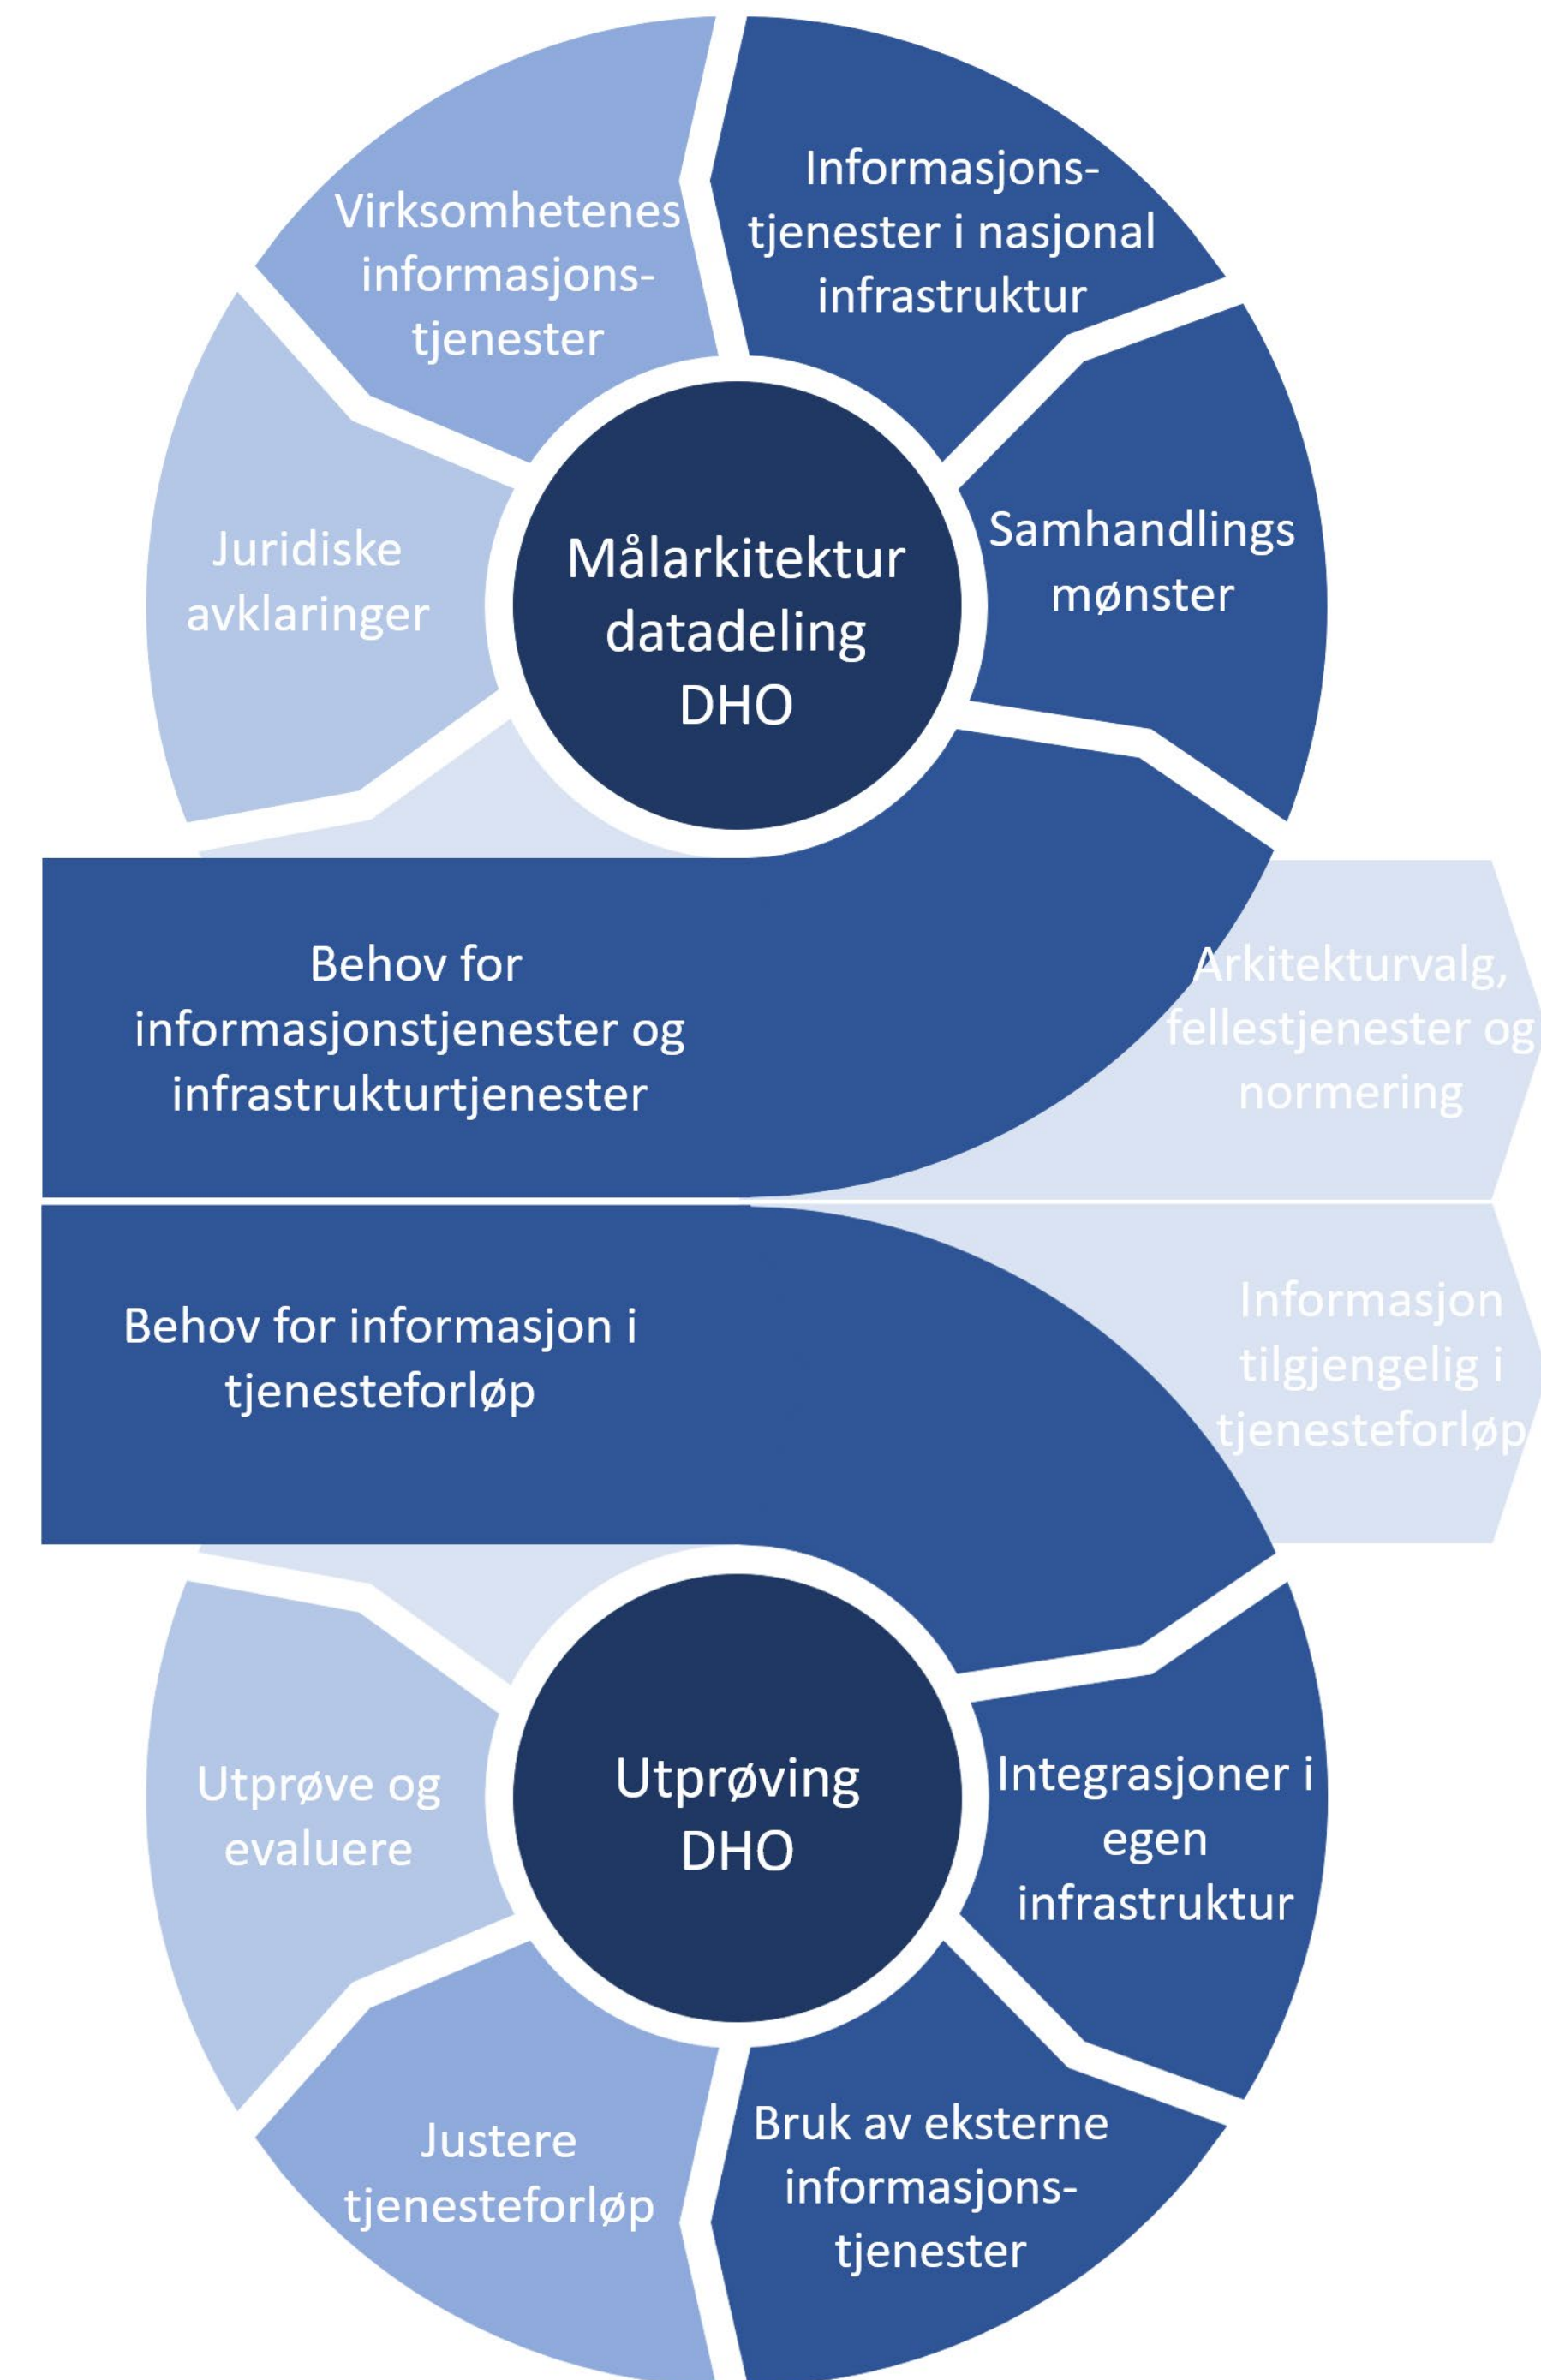 Virksomhetenes
informasjons-
tjenester
Informasjons-
tjenester i nasjonal
infrastruktur
Juridiske
avklaringer
Målarkitektur
datadeling
DHO
Samhandlings
mønster
Behov for
informasjonstjenester og
infrastrukturtjenester
Arkitekturvalg,
fellestjenester og
normering
Behov for informasjon i
tjenesteforløp
Informasjon
tilgjengelig i
tjenesteforløp
Utprøve og
evaluere
Utprøving
DHO
Integrasjoner i
egen
infrastruktur
Justere
tjenesteforløp
Bruk av eksterne
informasjons-
tjenester